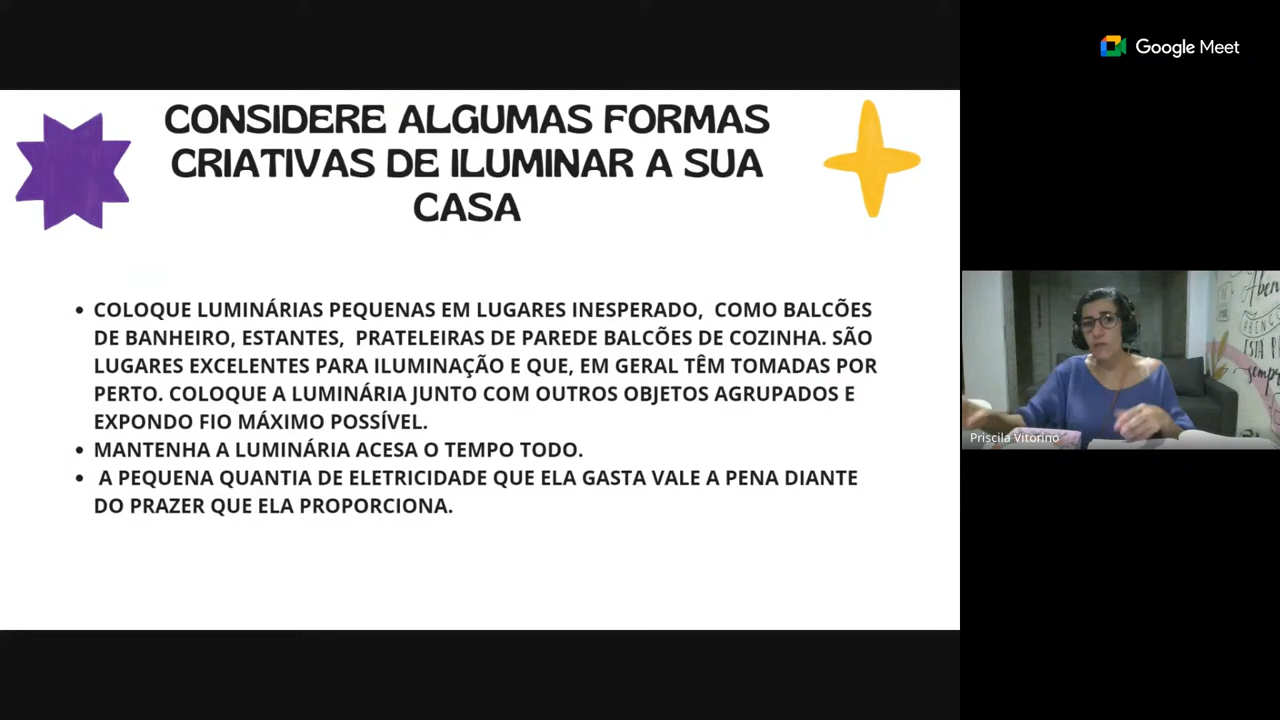 CONSIDERE ALGUMAS FORMAS
CRIATIVAS DE ILUMINAR A SUA
CASA
• COLOQUE LUMINÁRIAS PEQUENAS EM LUGARES INESPERADO, COMO BALCÕES
DE BANHEIRO, ESTANTES, PRATELEIRAS DE PAREDE BALCÕES DE COZINHA. SÃO
LUGARES EXCELENTES PARA ILUMINAÇÃO E QUE, EM GERAL TÊM TOMADAS POR
PERTO. COLOQUE A LUMINÁRIA JUNTO COM OUTROS OBJETOS AGRUPADOS E
EXPONDO FIO MÁXIMO POSSÍVEL.
• MANTENHA A LUMINÁRIA ACESA O TEMPO TODO.
• A PEQUENA QUANTIA DE ELETRICIDADE QUE ELA GASTA VALE A PENA DIANTE
DO PRAZER QUE ELA PROPORCIONA.
Google Meet
Priscila Vitorino